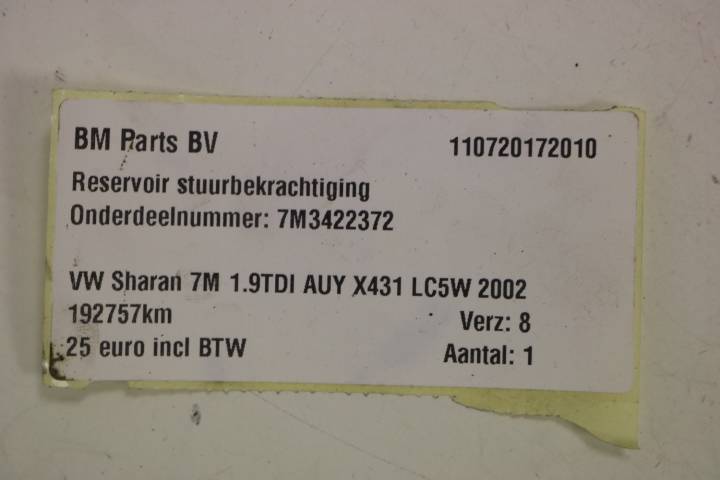 BM Parts BV 110720172010
Reservoir stuurbekrachtiging
Onderdeelnummer: 7M3422372
VW Sharan 7M 1.9TDI AUY X431 LC5W 2002
192757km Verz: 8
25 euro incl BTW Aantal: 1